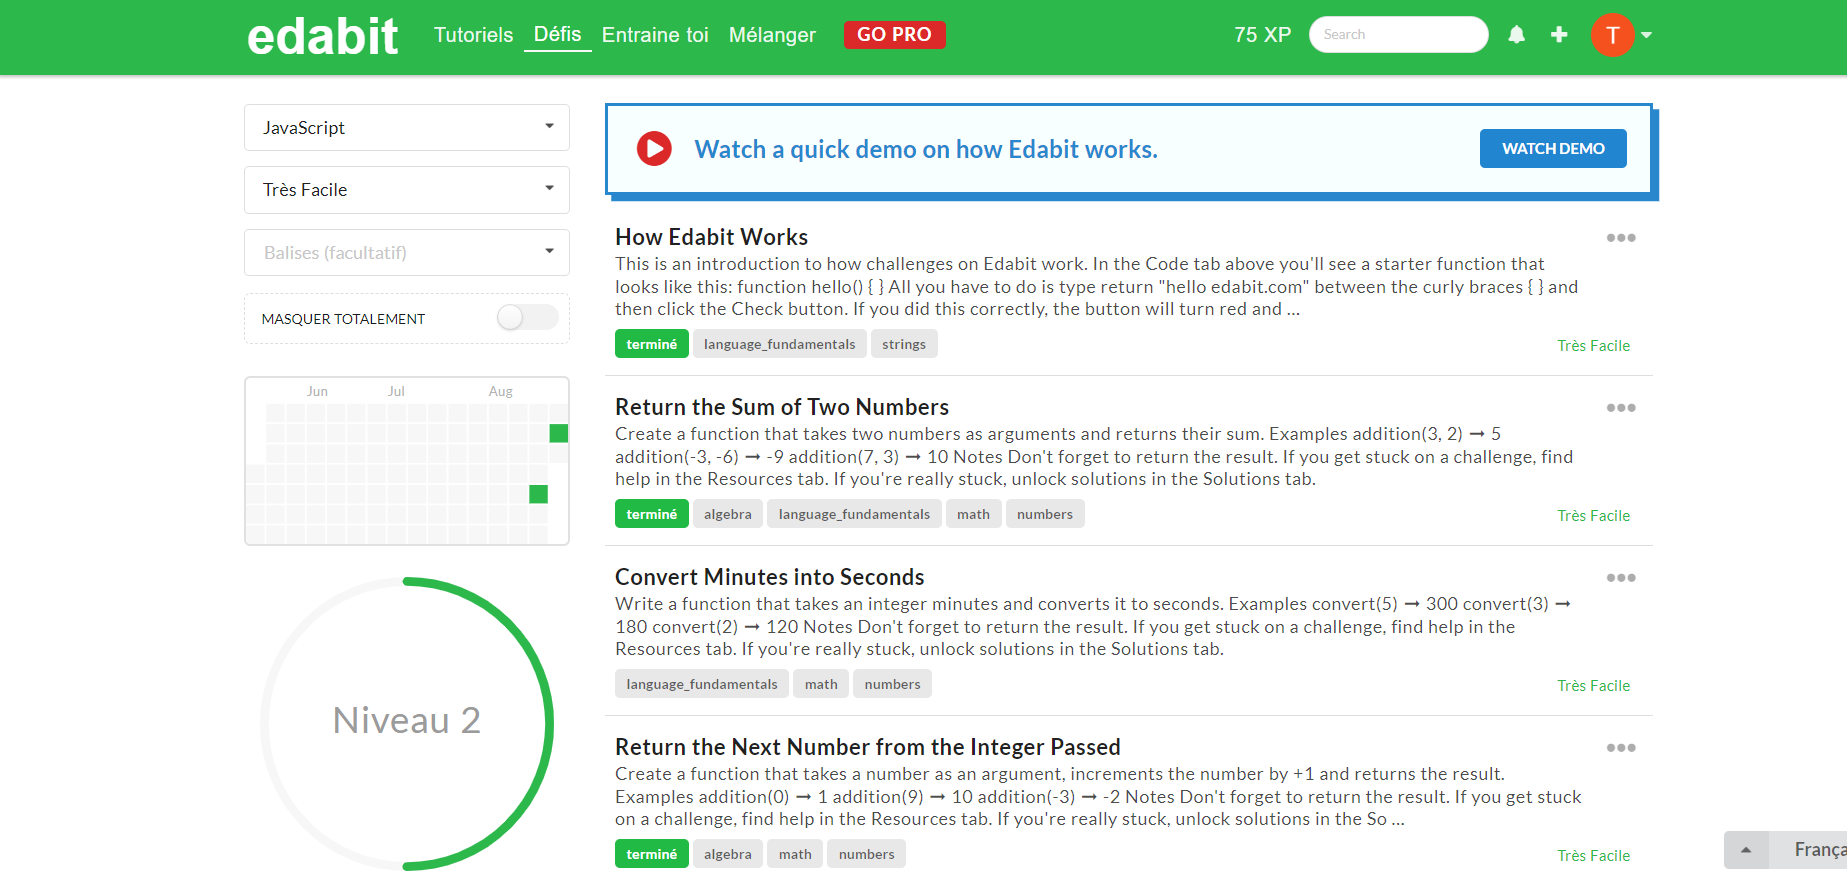 edabit Tutoriels Défis Entraine toi Mélanger GO PRO 75 XP Search T
JavaScript
Très Facile
Balises (facultatif)
MASQUER TOTALEMENT
Jun Jul Aug
Niveau 2
Watch a quick demo on how Edabit works. WATCH DEMO
How Edabit Works
This is an introduction to how challenges on Edabit work. In the Code tab above you'll see a starter function that
looks like this: function hello() { } All you have to do is type return "hello edabit.com" between the curly braces { } and
then click the Check button. If you did this correctly, the button will turn red and ...
terminé language_fundamentals strings Très Facile
Return the Sum of Two Numbers
Create a function that takes two numbers as arguments and returns their sum. Examples addition(3, 2) ➞ 5
addition(-3, -6) ➞ -9 addition(7, 3) ➞ 10 Notes Don't forget to return the result. If you get stuck on a challenge, find
help in the Resources tab. If you're really stuck, unlock solutions in the Solutions tab.
terminé algebra language_fundamentals math numbers Très Facile
Convert Minutes into Seconds
Write a function that takes an integer minutes and converts it to seconds. Examples convert(5) ➞ 300 convert(3) ➞
180 convert(2) ➞ 120 Notes Don't forget to return the result. If you get stuck on a challenge, find help in the
Resources tab. If you're really stuck, unlock solutions in the Solutions tab.
language_fundamentals math numbers Très Facile
Return the Next Number from the Integer Passed
Create a function that takes a number as an argument, increments the number by +1 and returns the result.
Examples addition(0) ➞ 1 addition(9) ➞ 10 addition(-3) ➞ -2 Notes Don't forget to return the result. If you get stuck
on a challenge, find help in the Resources tab. If you're really stuck, unlock solutions in the So ...
terminé algebra math numbers Très Facile
França